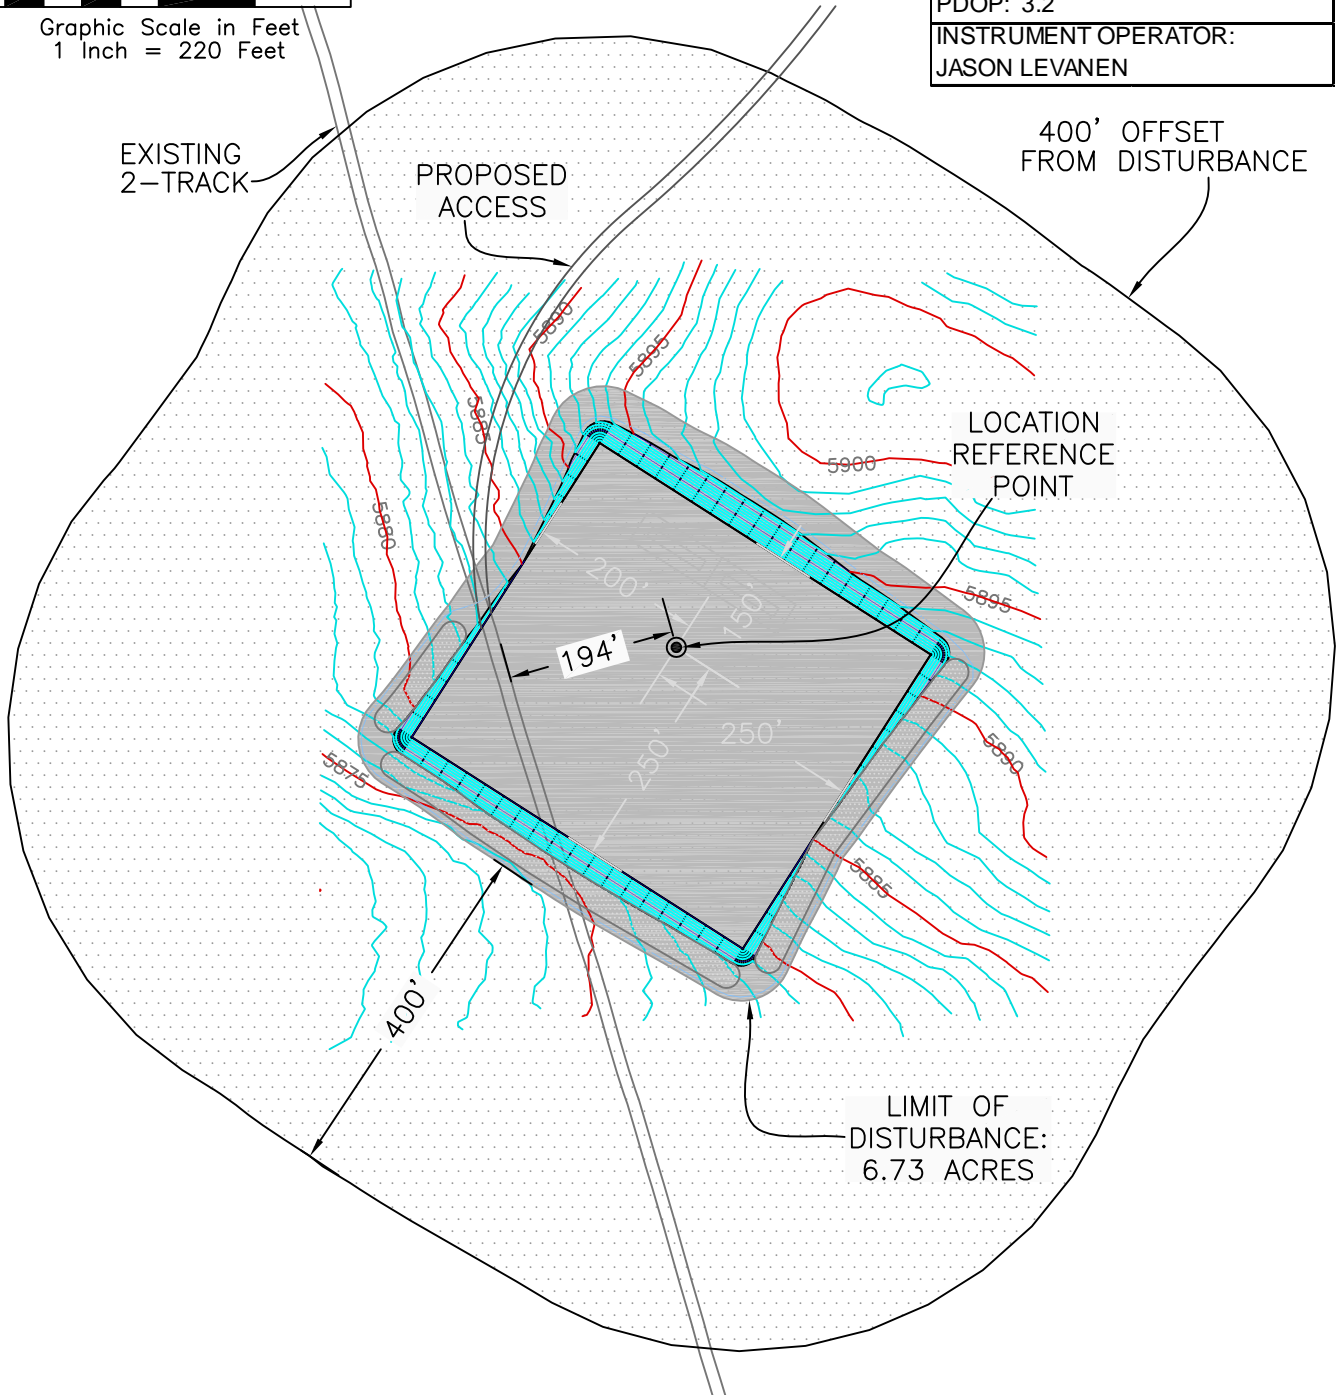 Graphic Scale in Feet
1 Inch = 220 Feet
PDOP: 3.2
INSTRUMENT OPERATOR:
JASON LEVANEN
400' OFFSET
FROM DISTURBANCE
EXISTING
2-TRACK
PROPOSED
ACCESS
5890
5895
5885
LOCATION
REFERENCE
POINT
5900
5880
200'
150'
5895
194'
250'
250'
5890
5875
5885
400'
LIMIT OF
DISTURBANCE:
6.73 ACRES